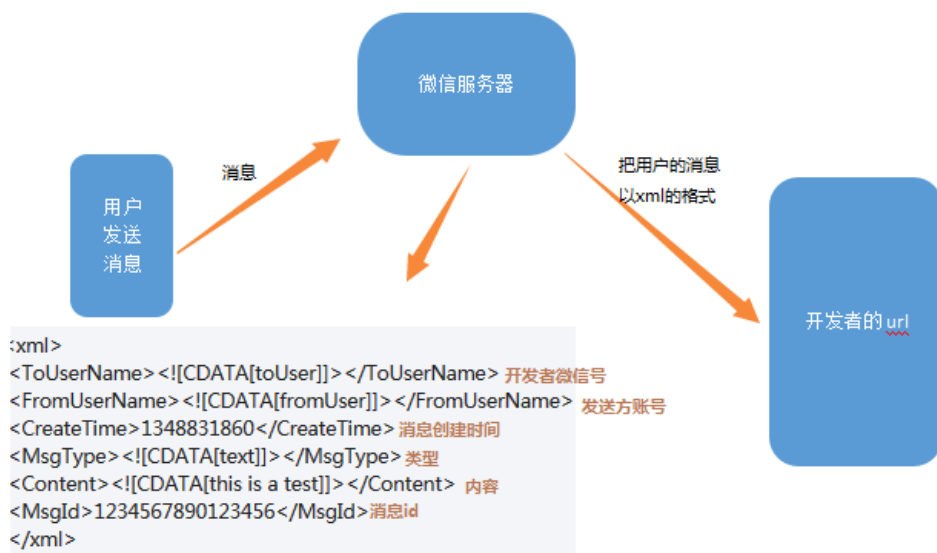 微信服务器
消息
把用户的消息
以xml的格式
用户
发送
消息
开发者的url
<xml>
<ToUserName><![CDATA[toUser]]></ToUserName> 开发者微信号
<FromUserName><![CDATA[fromUser]]></FromUserName> 发送方账号
<CreateTime>1348831860</CreateTime> 消息创建时间
<MsgType><![CDATA[text]]></MsgType> 类型
<Content><![CDATA[this is a test]]></Content> 内容
<MsgId>1234567890123456</MsgId> 消息id
</xml>